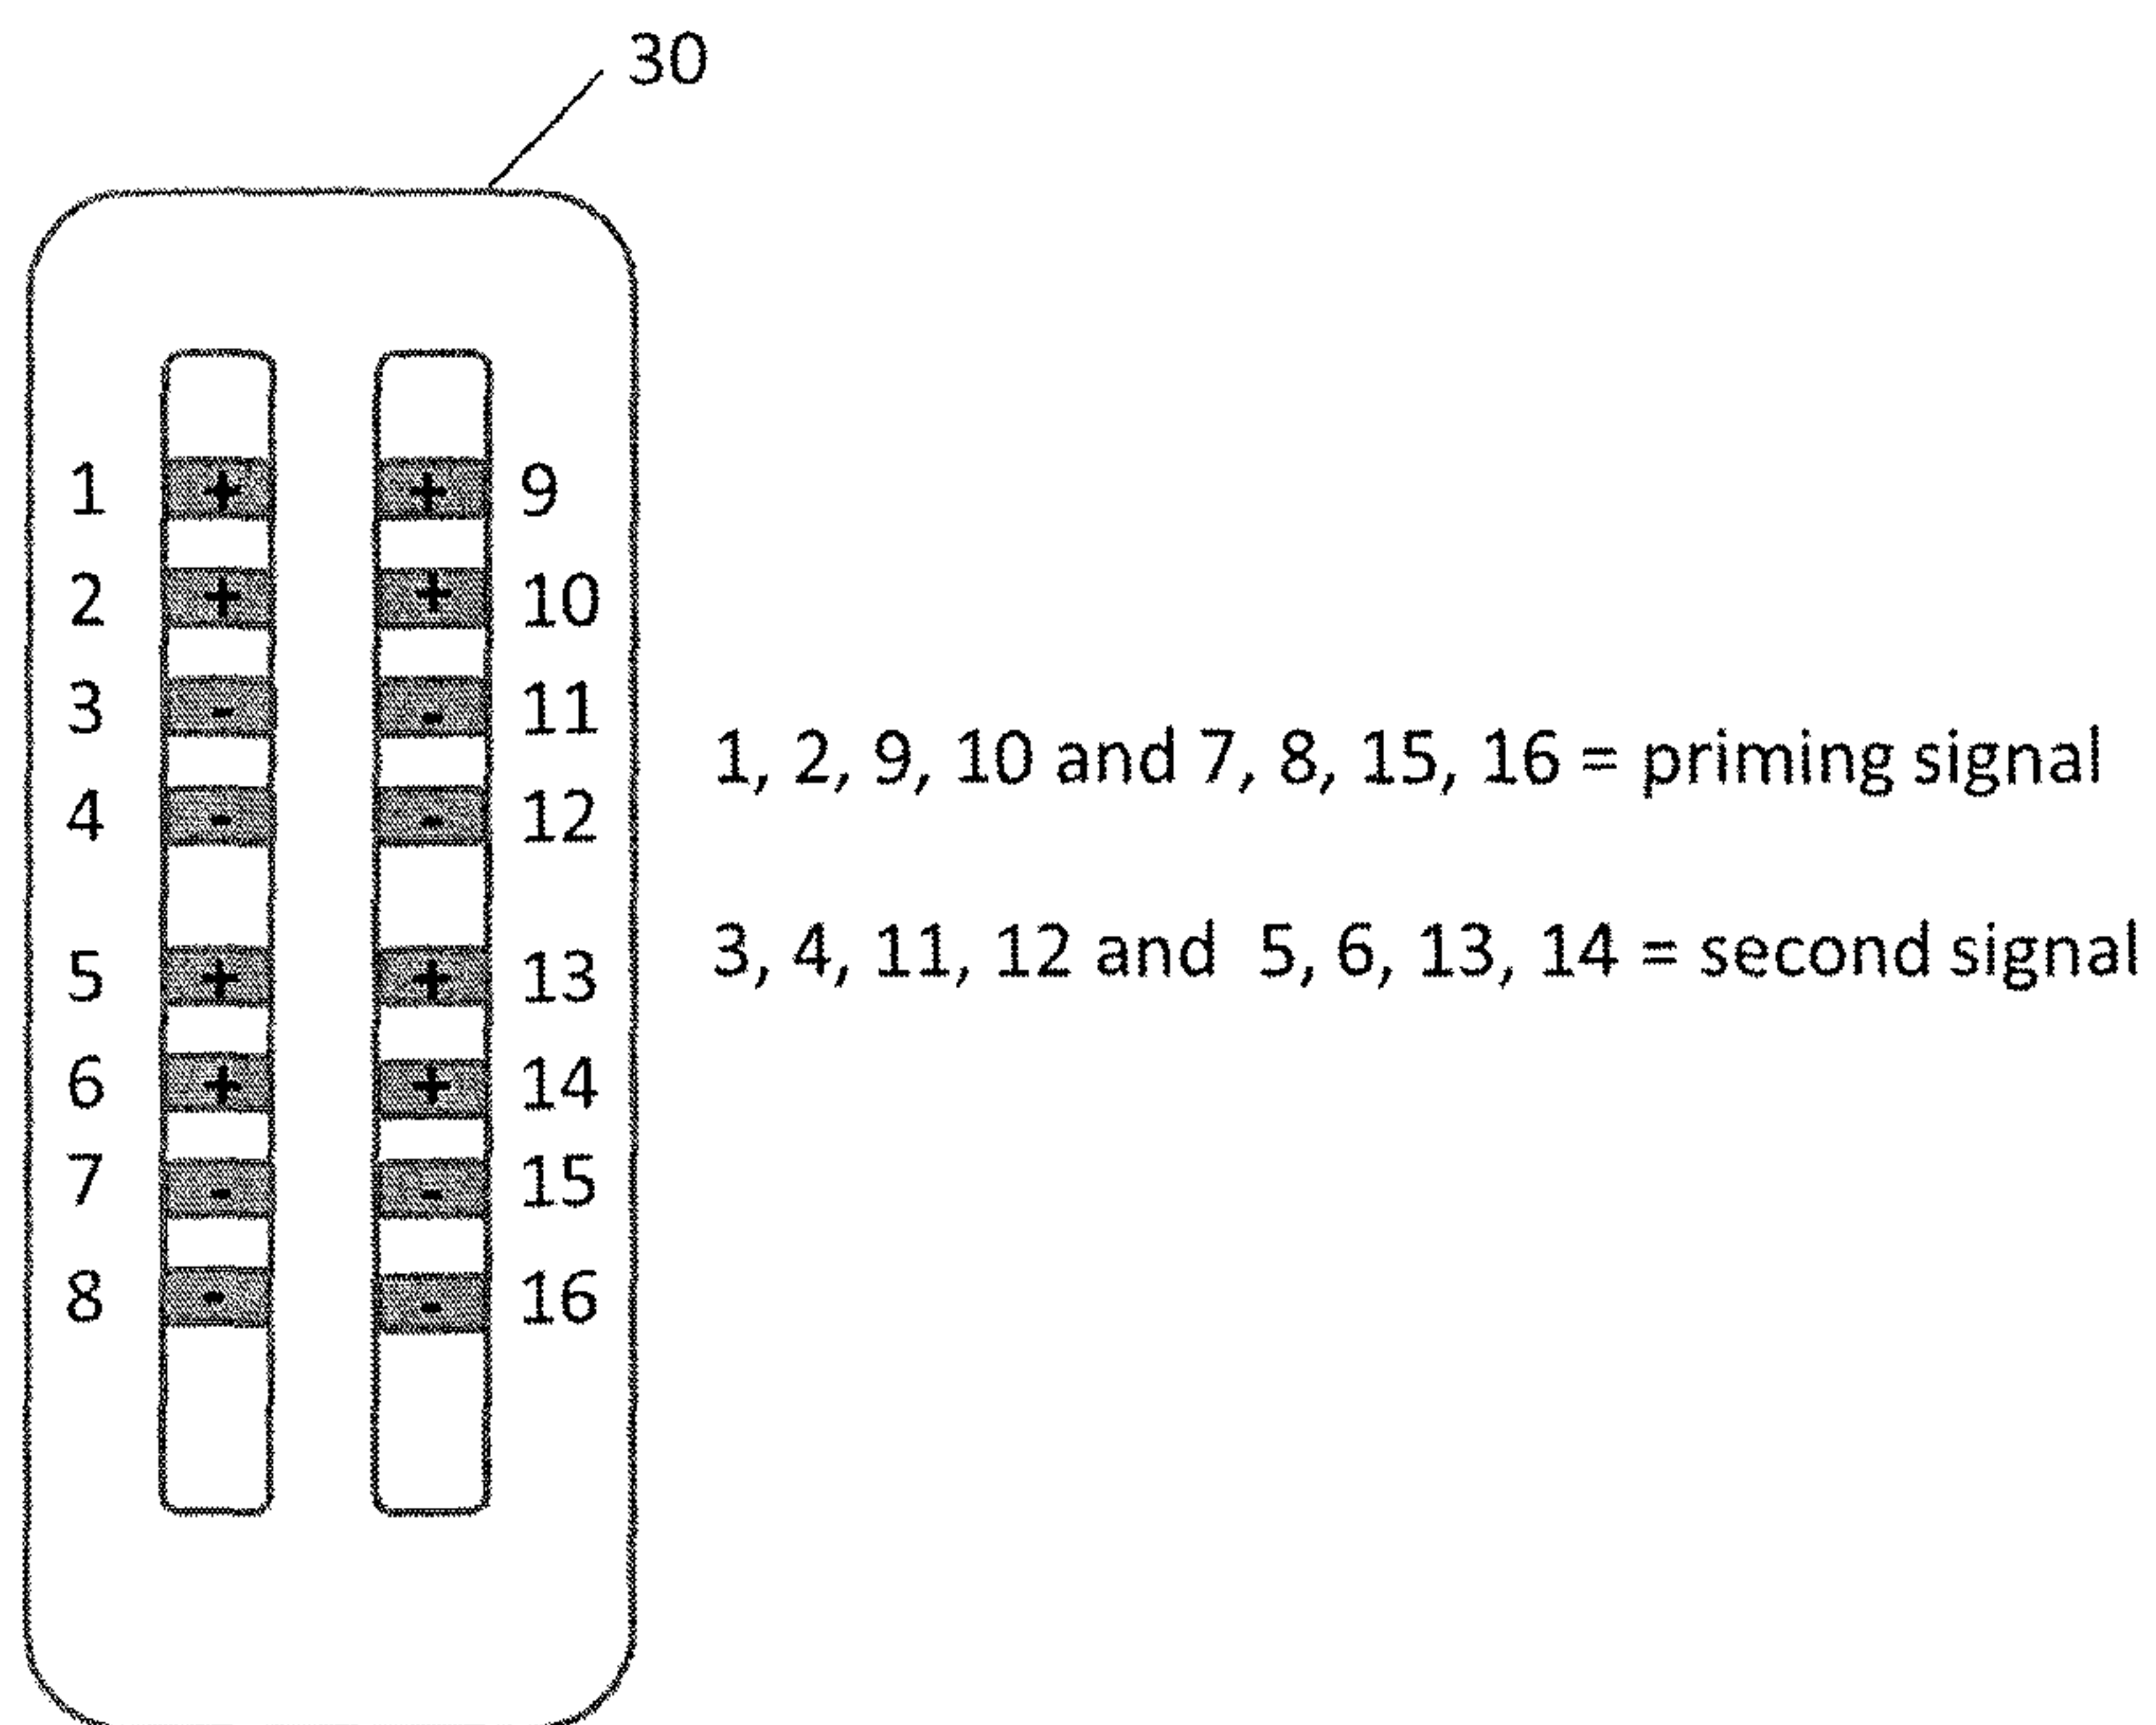 30
1 + + 9
2 + + 10
3 - - 11
4 - - 12
5 + + 13
6 + + 14
7 - - 15
8 - - 16
1, 2, 9, 10 and 7, 8, 15, 16 = priming signal
3, 4, 11, 12 and 5, 6, 13, 14 = second signal